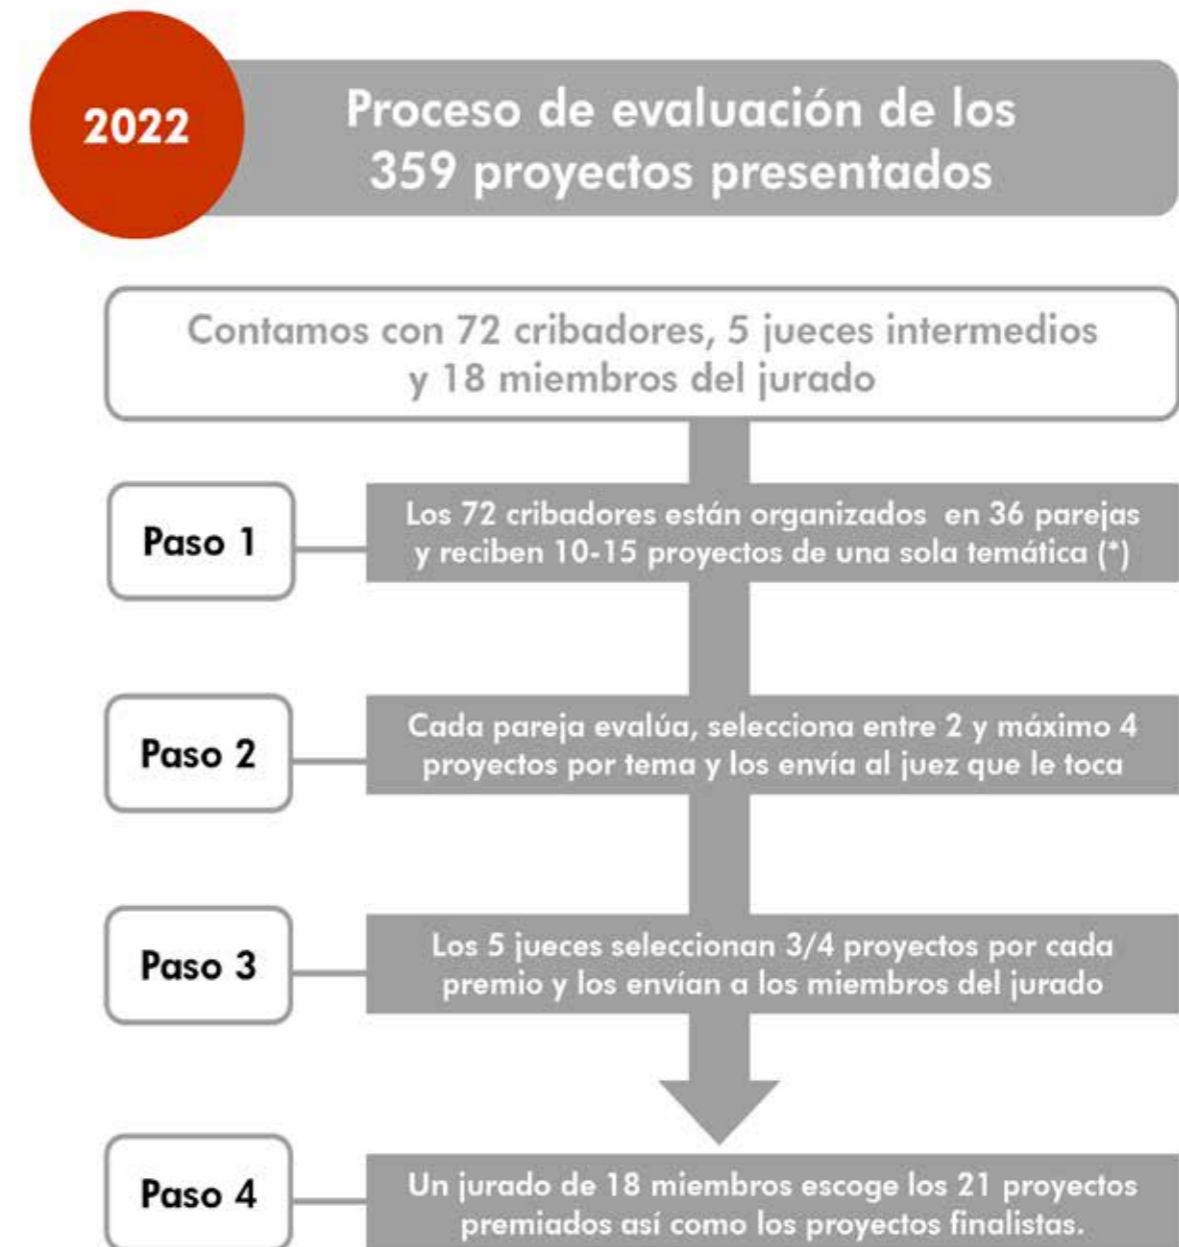 2022
Proceso de evaluación de los
359 proyectos presentados
Contamos con 72 cribadores, 5 jueces intermedios
y 18 miembros del jurado
Paso 1
Los 72 cribadores están organizados en 36 parejas
y reciben 10-15 proyectos de una sola temática (*)
Paso 2
Cada pareja evalúa, selecciona entre 2 y máximo 4
proyectos por tema y los envía al juez que le toca
Paso 3
Los 5 jueces seleccionan 3/4 proyectos por cada
premio y los envían a los miembros del jurado
Paso 4
Un jurado de 18 miembros escoge los 21 proyectos
premiados así como los proyectos finalistas.